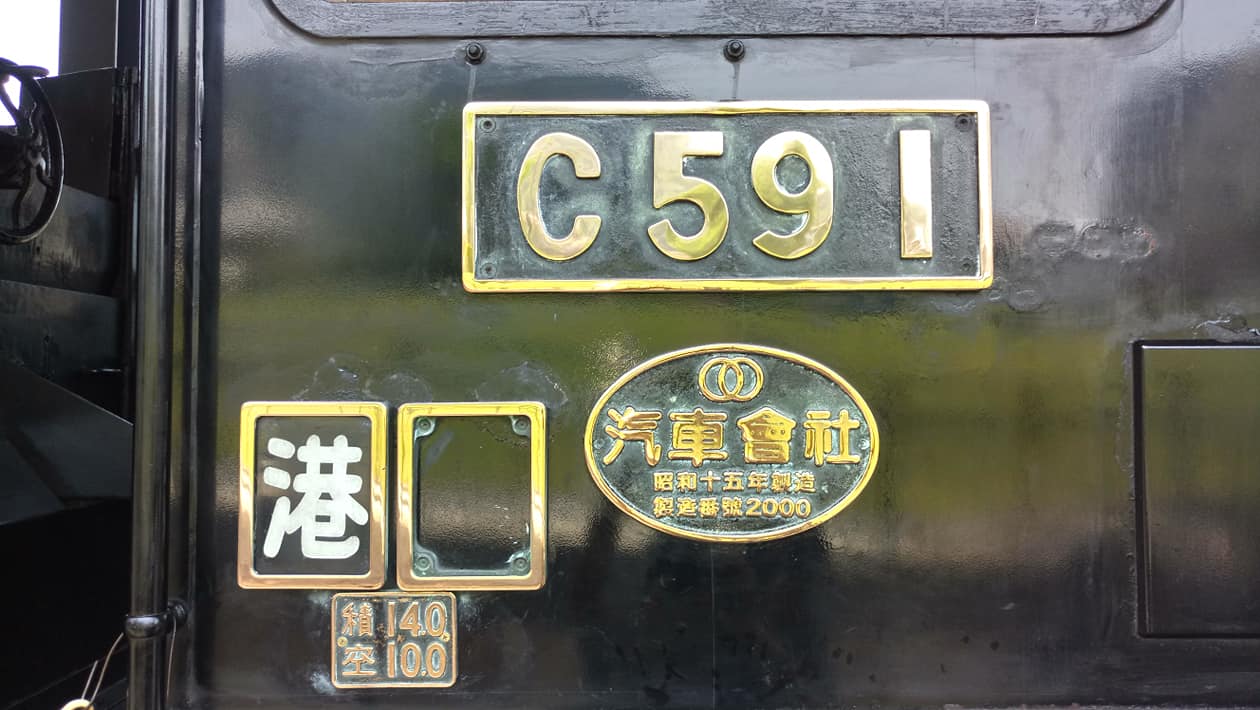 C59 1
汽車會社
昭和十五年製造
製造番號2000
港
積 14.0
空 10.0